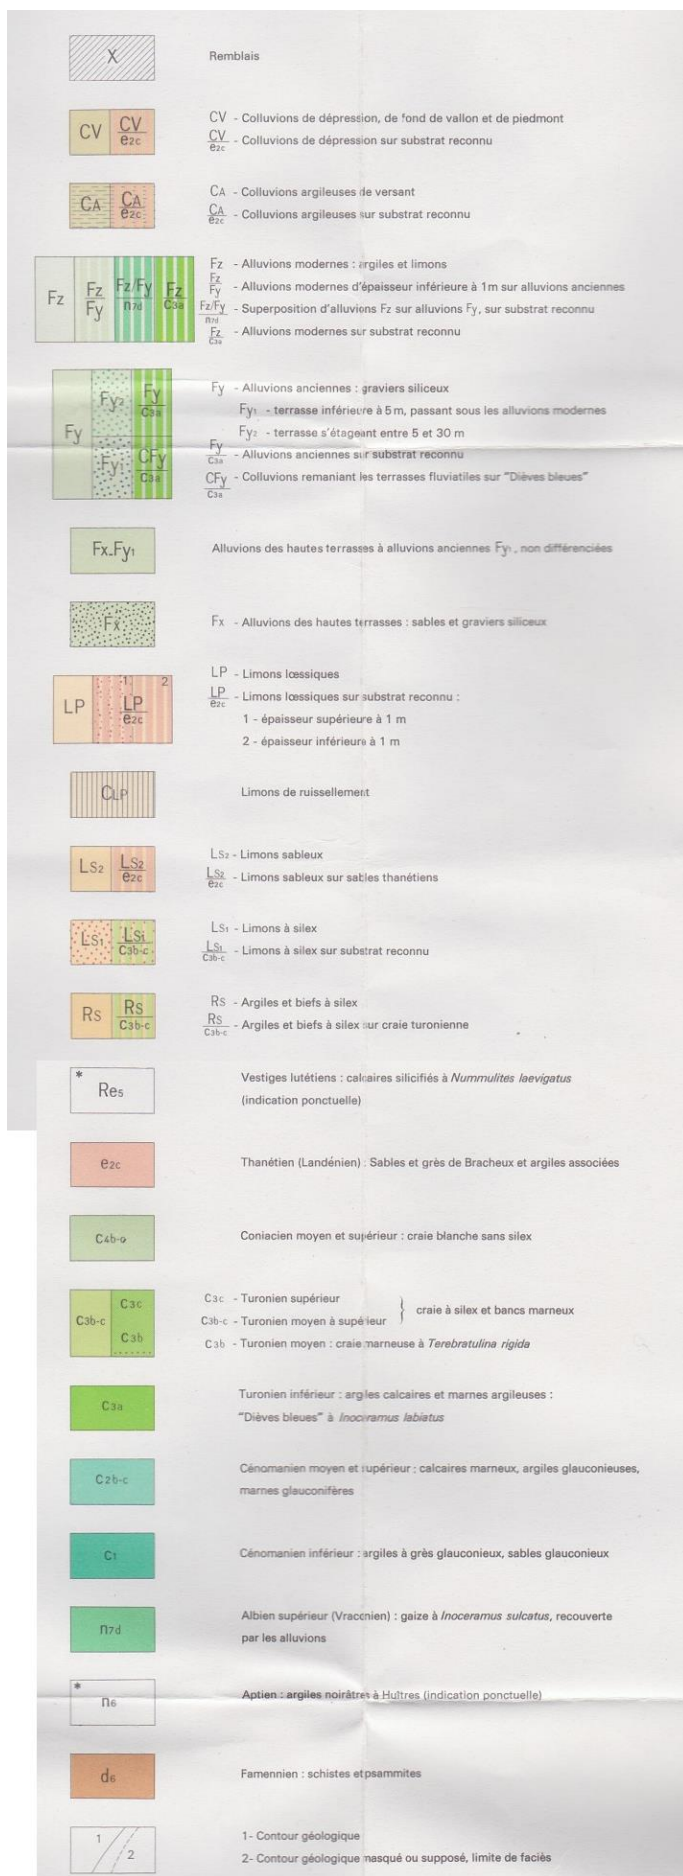 X Remblais
CV CV/e2c CV - Colluvions de dépression, de fond de vallon et de piedmont
CV/e2c - Colluvions de dépression sur substrat reconnu
CA CA/e2c CA - Colluvions argileuses de versant
CA/e2c - Colluvions argileuses sur substrat reconnu
Fz Fz/Fy Fz/Fy/n7d Fz/C3a Fz - Alluvions modernes : argiles et limons
Fz/Fy - Alluvions modernes d'épaisseur inférieure à 1m sur alluvions anciennes
Fz/Fy/n7d - Superposition d'alluvions Fz sur alluvions Fy, sur substrat reconnu
Fz/C3a - Alluvions modernes sur substrat reconnu
Fy Fy2 Fy/C3a Fy1 CFy/C3a Fy - Alluvions anciennes : graviers siliceux
Fy1 - terrasse inférieure à 5 m, passant sous les alluvions modernes
Fy2 - terrasse s'étageant entre 5 et 30 m
Fy/C3a - Alluvions anciennes sur substrat reconnu
CFy/C3a - Colluvions remaniant les terrasses fluviatiles sur "Dièves bleues"
Fx-Fy1 Alluvions des hautes terrasses à alluvions anciennes Fy1, non différenciées
Fx Fx - Alluvions des hautes terrasses : sables et graviers siliceux
LP 1 LP/e2c 2 LP - Limons lœssiques
LP/e2c - Limons lœssiques sur substrat reconnu :
1 - épaisseur supérieure à 1 m
2 - épaisseur inférieure à 1 m
CLP Limons de ruissellement
LS2 LS2/e2c LS2 - Limons sableux
LS2/e2c - Limons sableux sur sables thanétiens
LS1 LS1/C3b-c LS1 - Limons à silex
LS1/C3b-c - Limons à silex sur substrat reconnu
RS RS/C3b-c RS - Argiles et biefs à silex
RS/C3b-c - Argiles et biefs à silex sur craie turonienne
* Re5 Vestiges lutétiens : calcaires silicifiés à Nummulites laevigatus
(indication ponctuelle)
e2c Thanétien (Landénien) : Sables et grès de Bracheux et argiles associées
Coniacien moyen et supérieur : craie blanche sans silex
C3b-c C3c C3b C3c - Turonien supérieur
C3b-c - Turonien moyen à supérieur } craie à silex et bancs marneux
C3b - Turonien moyen : craie marneuse à Terebratulina rigida
C3a Turonien inférieur : argiles calcaires et marnes argileuses :
"Dièves bleues" à Inoceramus labiatus
C2b-c Cénomanien moyen et supérieur : calcaires marneux, argiles glauconieuses,
marnes glauconifères
C1 Cénomanien inférieur : argiles à grès glauconieux, sables glauconieux
n7d Albien supérieur (Vraconien) : gaize à Inoceramus sulcatus, recouverte
par les alluvions
* n6 Aptien : argiles noirâtres à Huîtres (indication ponctuelle)
d6 Famennien : schistes et psammites
1 2 1- Contour géologique
2- Contour géologique masqué ou supposé, limite de faciès